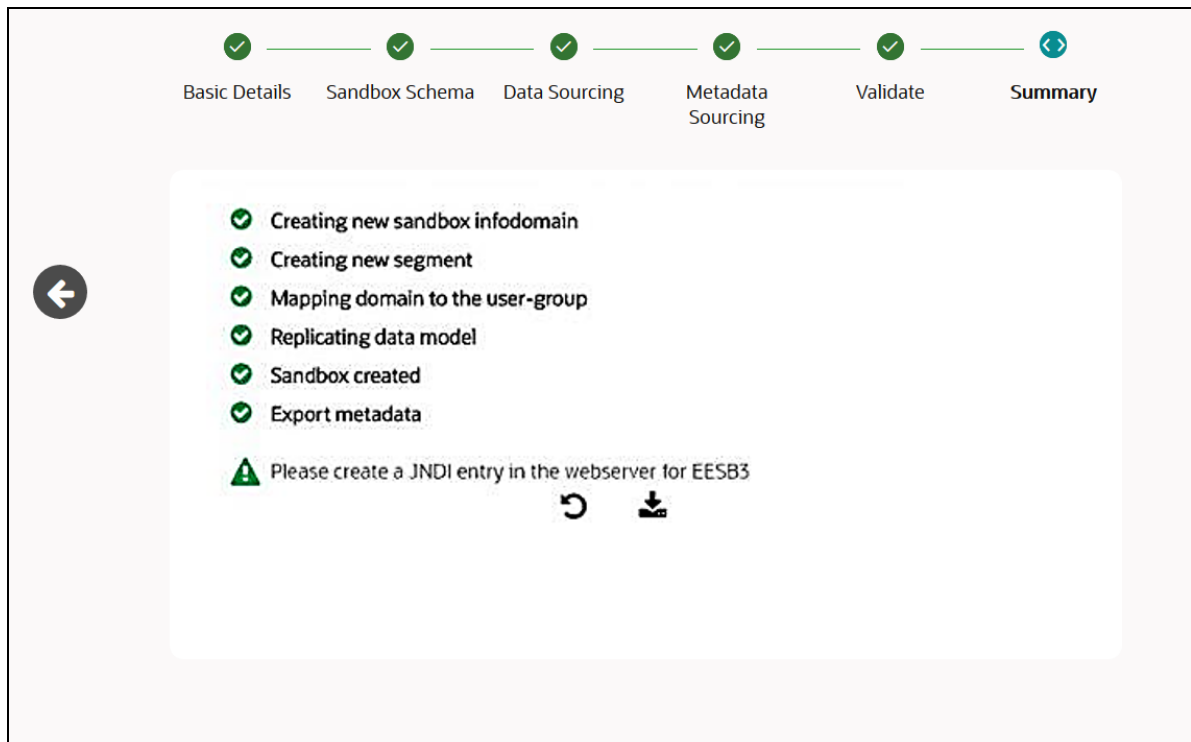 Basic Details
Sandbox Schema
Data Sourcing
Metadata
Sourcing
Validate
Summary
Creating new sandbox infodomain
Creating new segment
Mapping domain to the user-group
Replicating data model
Sandbox created
Export metadata
Please create a JNDI entry in the webserver for EESB3